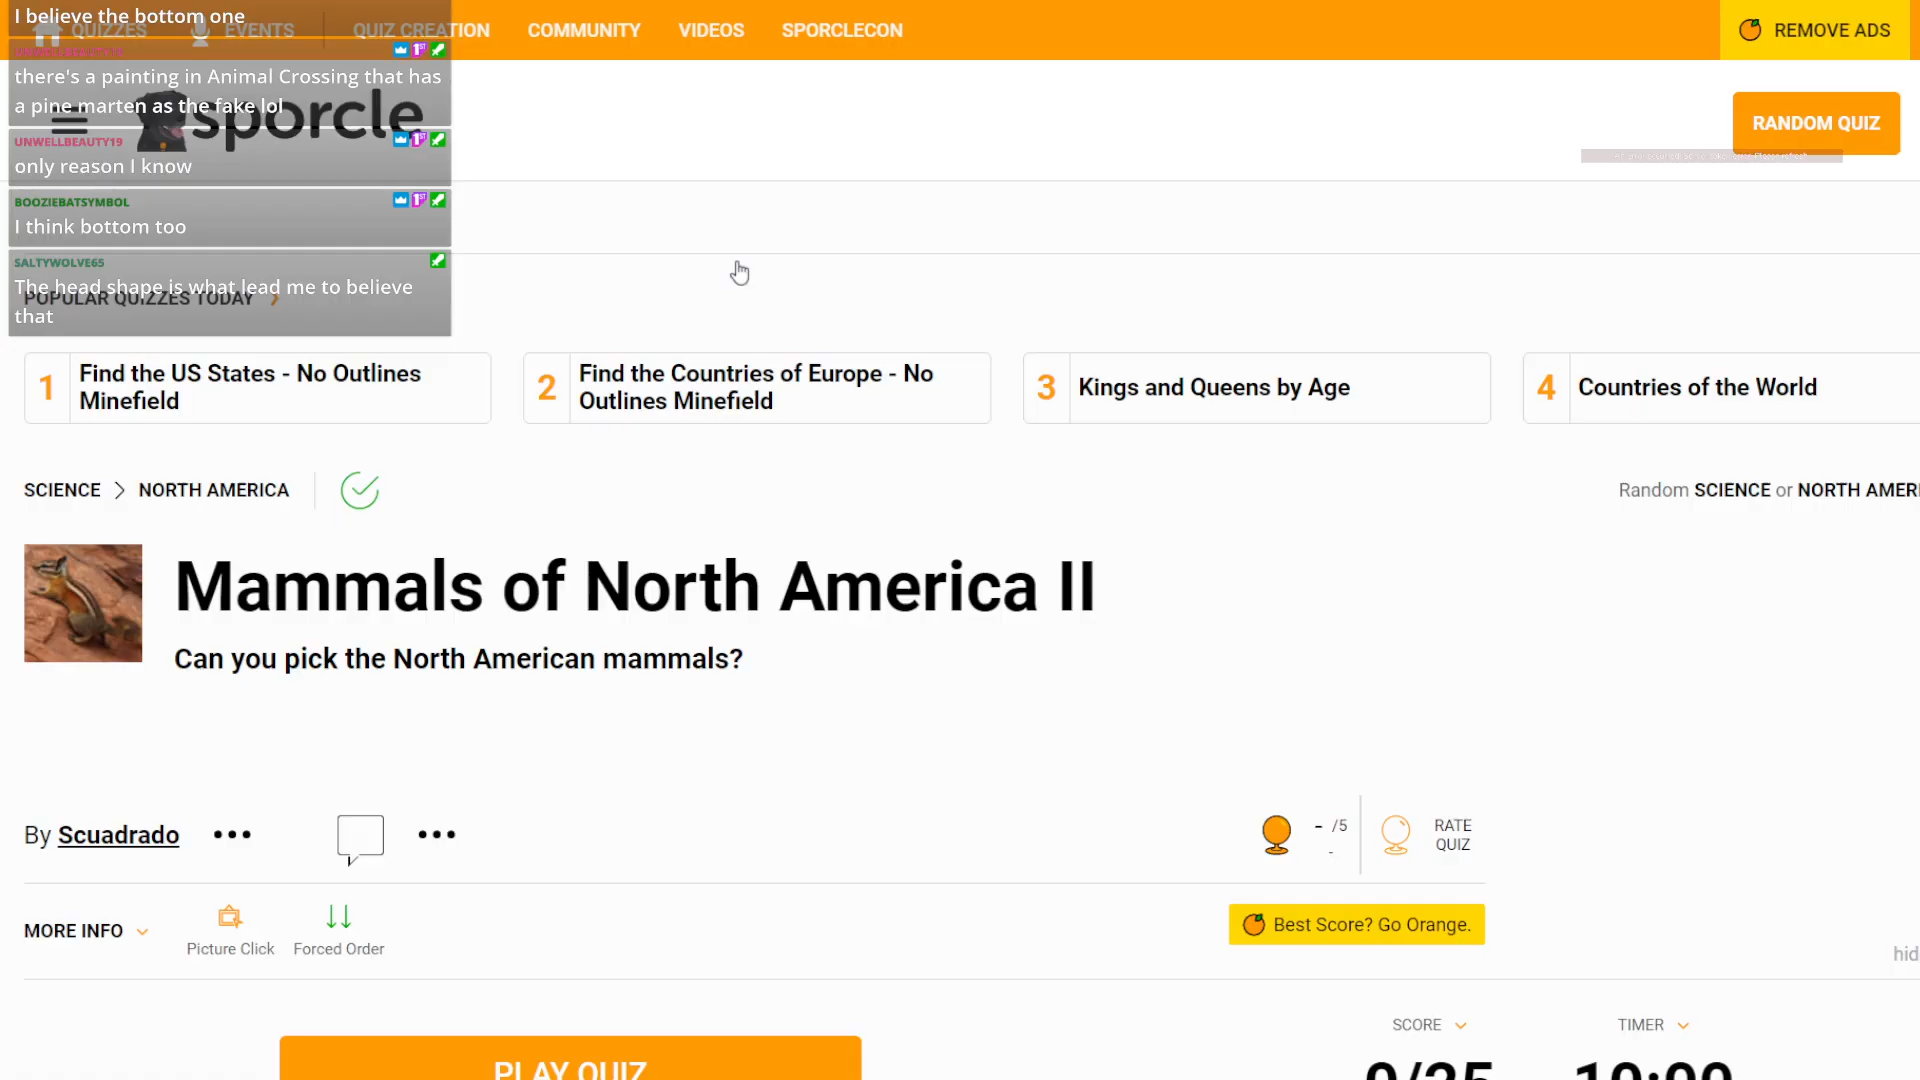 I believe the bottom one
QUIZZES
EVENTS
QUIZ CREATION
COMMUNITY
VIDEOS
SPORCLECON
REMOVE ADS
there's a painting in Animal Crossing that has
a pine marten as the fake lol
sporcle
RANDOM QUIZ
UNWELLBEAUTY19
only reason I know
BOOZIEBATSYMBOL
I think bottom too
SALTYWOLVE65
The head shape is what lead me to believe
that
POPULAR QUIZZES TODAY
1 Find the US States - No Outlines
Minefield
2 Find the Countries of Europe - No
Outlines Minefield
3 Kings and Queens by Age
4 Countries of the World
SCIENCE > NORTH AMERICA
Random SCIENCE or NORTH AMERI
Mammals of North America II
Can you pick the North American mammals?
By Scuadrado
- /5
-
RATE
QUIZ
MORE INFO
Picture Click
Forced Order
Best Score? Go Orange.
hid
SCORE
TIMER
PLAY QUIZ
0/35
10:00